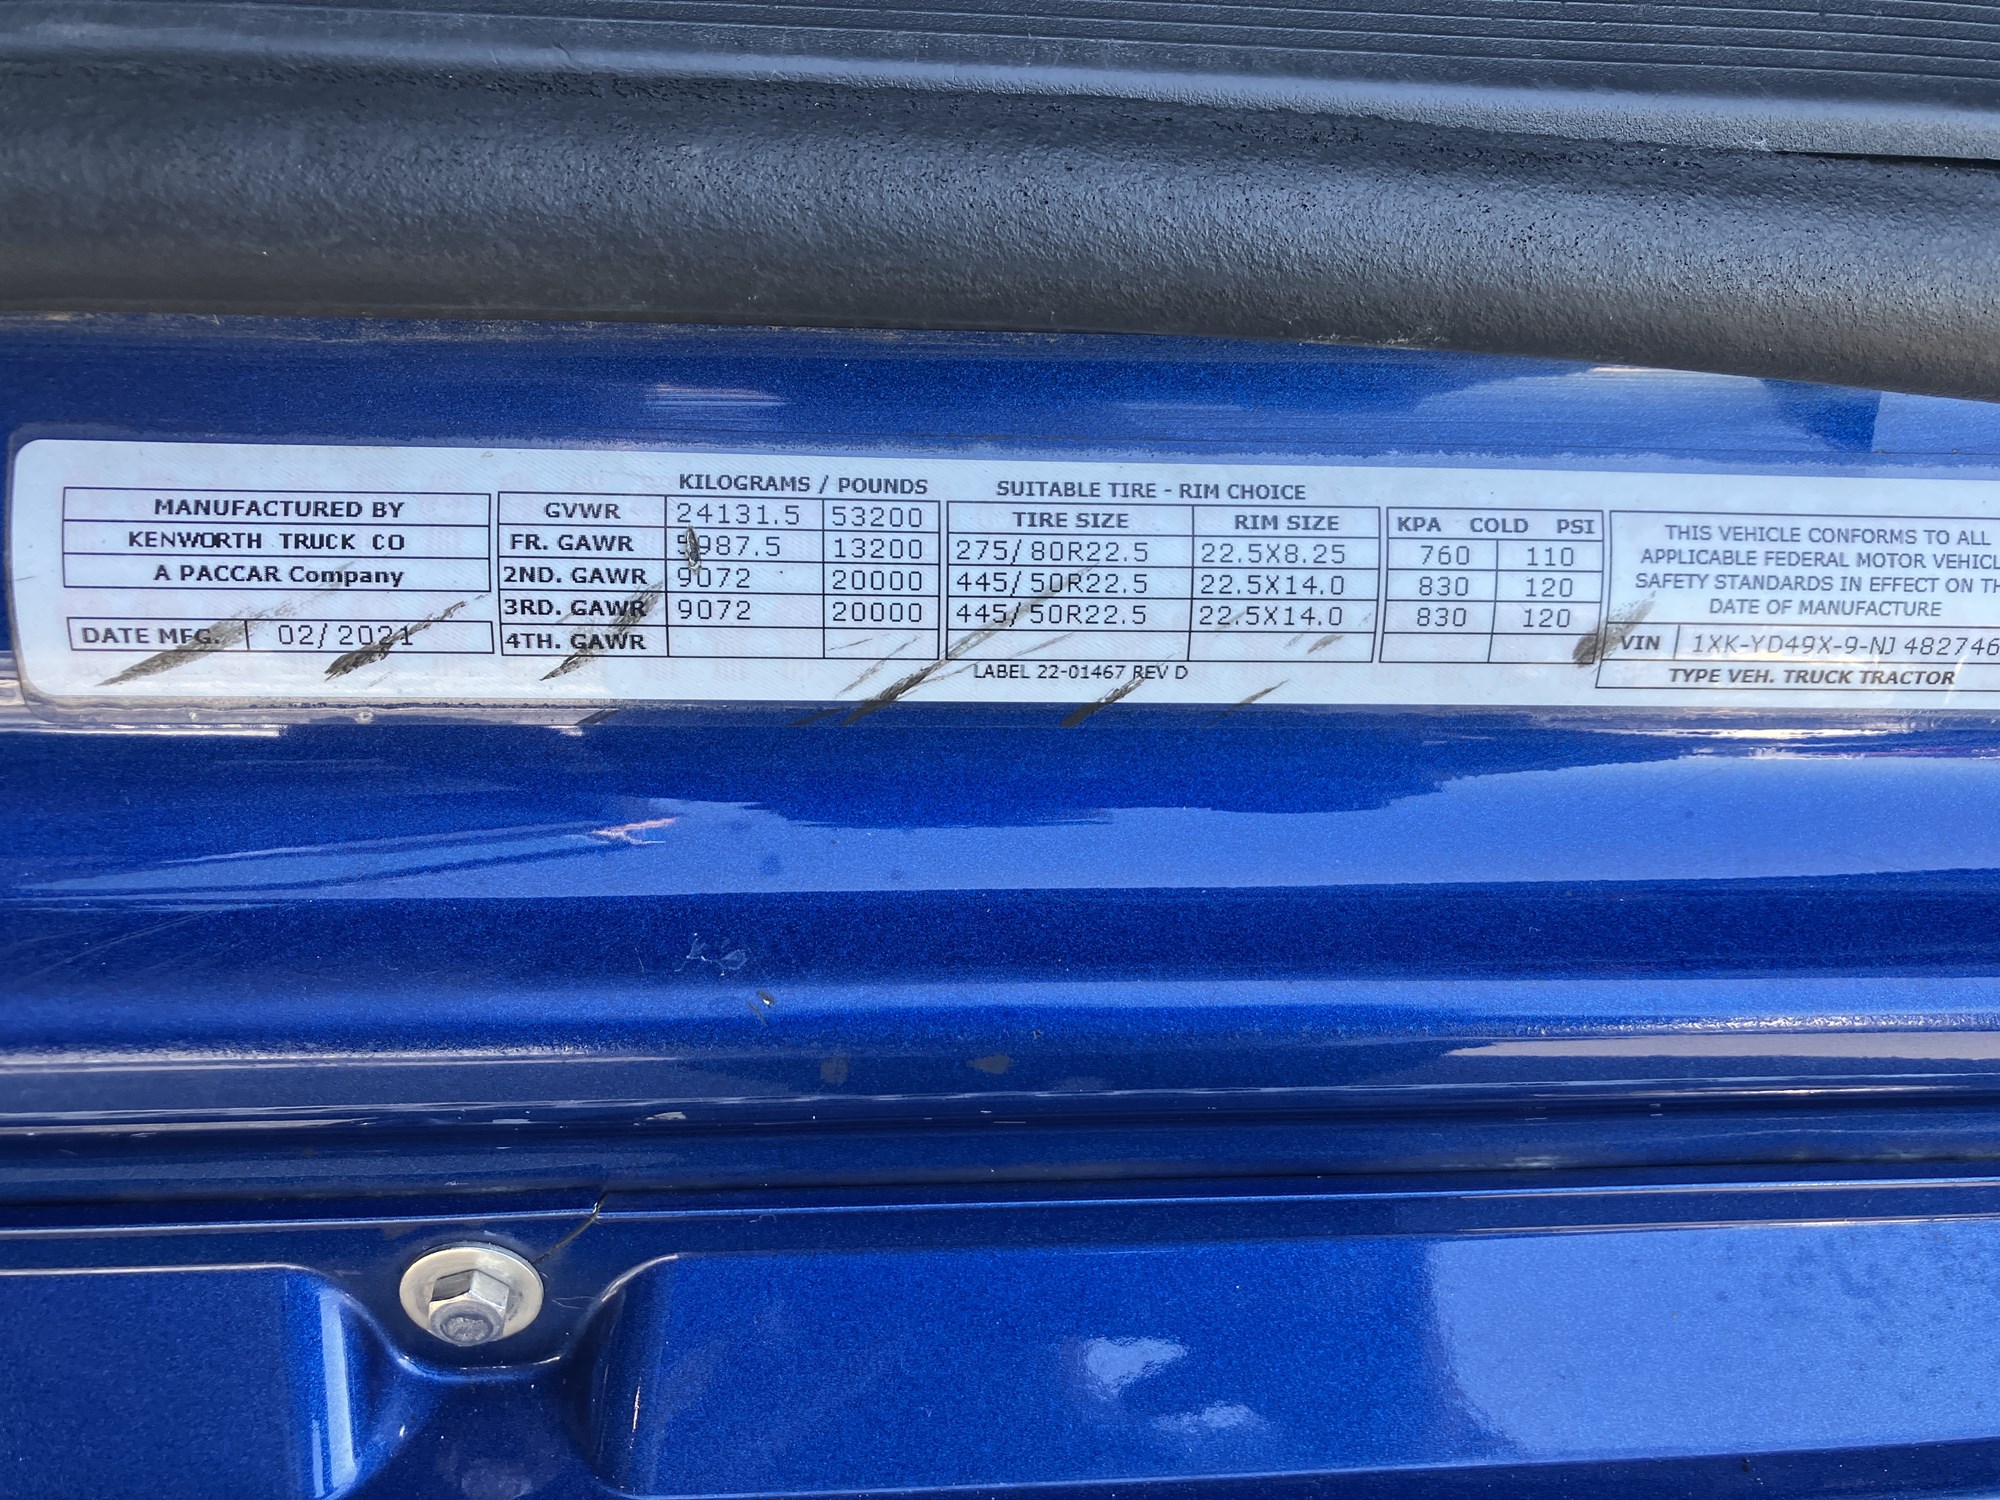 MANUFACTURED BY
KENWORTH TRUCK CO
A PACCAR Company
DATE MFG. 02/2021
KILOGRAMS / POUNDS
GVWR 24131.5 53200
FR. GAWR 5987.5 13200
2ND. GAWR 9072 20000
3RD. GAWR 9072 20000
4TH. GAWR
SUITABLE TIRE - RIM CHOICE
TIRE SIZE RIM SIZE
275/80R22.5 22.5X8.25
445/50R22.5 22.5X14.0
445/50R22.5 22.5X14.0
KPA COLD PSI
760 110
830 120
830 120
LABEL 22-01467 REV D
THIS VEHICLE CONFORMS TO ALL
APPLICABLE FEDERAL MOTOR VEHICL
SAFETY STANDARDS IN EFFECT ON TH
DATE OF MANUFACTURE
VIN 1XK-YD49X-9-NJ 482746
TYPE VEH. TRUCK TRACTOR